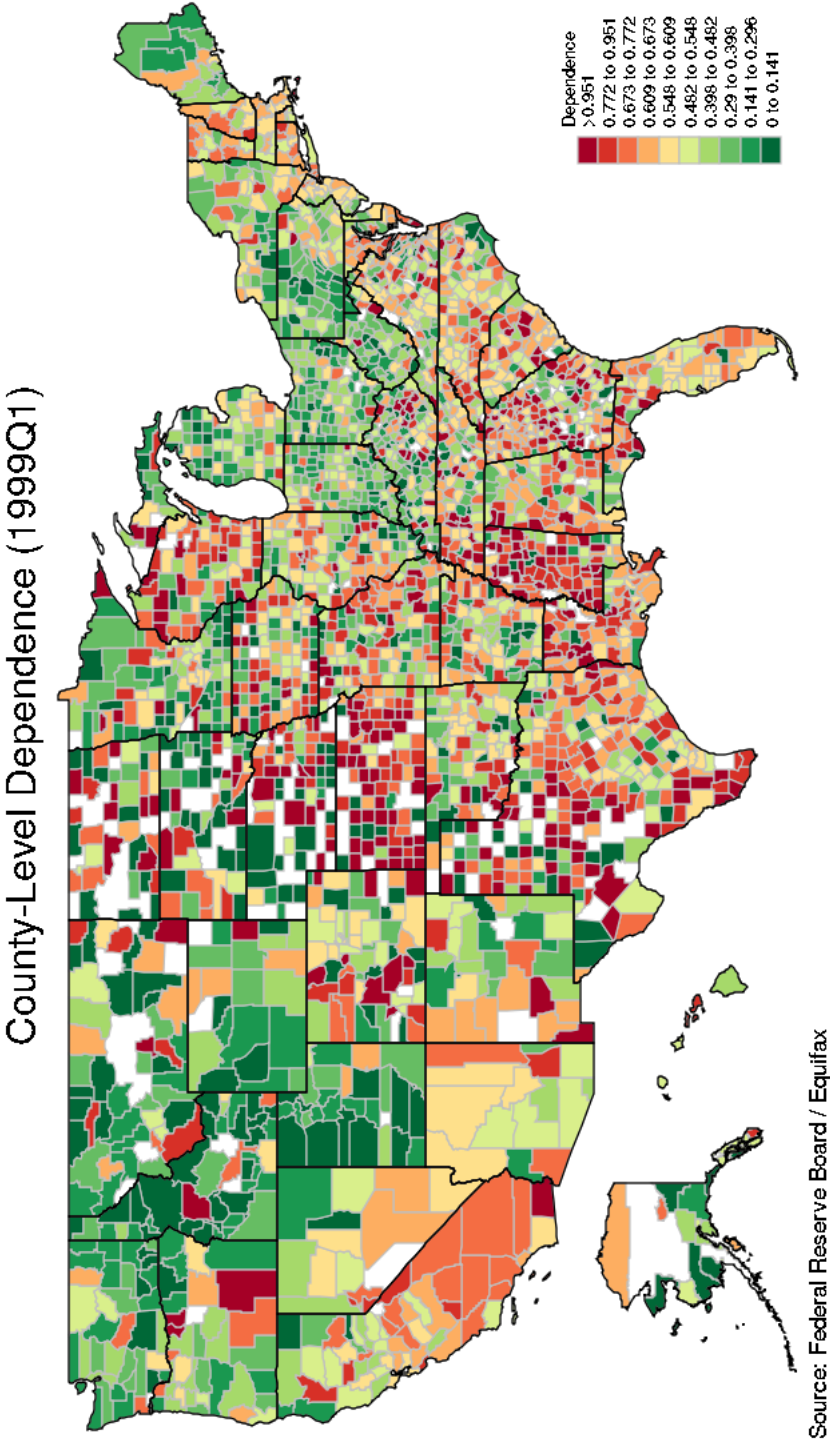 County-Level Dependence (1999Q1)
Dependence
>0.951
0.772 to 0.951
0.673 to 0.772
0.609 to 0.673
0.548 to 0.609
0.482 to 0.548
0.398 to 0.482
0.29 to 0.398
0.141 to 0.296
0 to 0.141
Source: Federal Reserve Board / Equifax